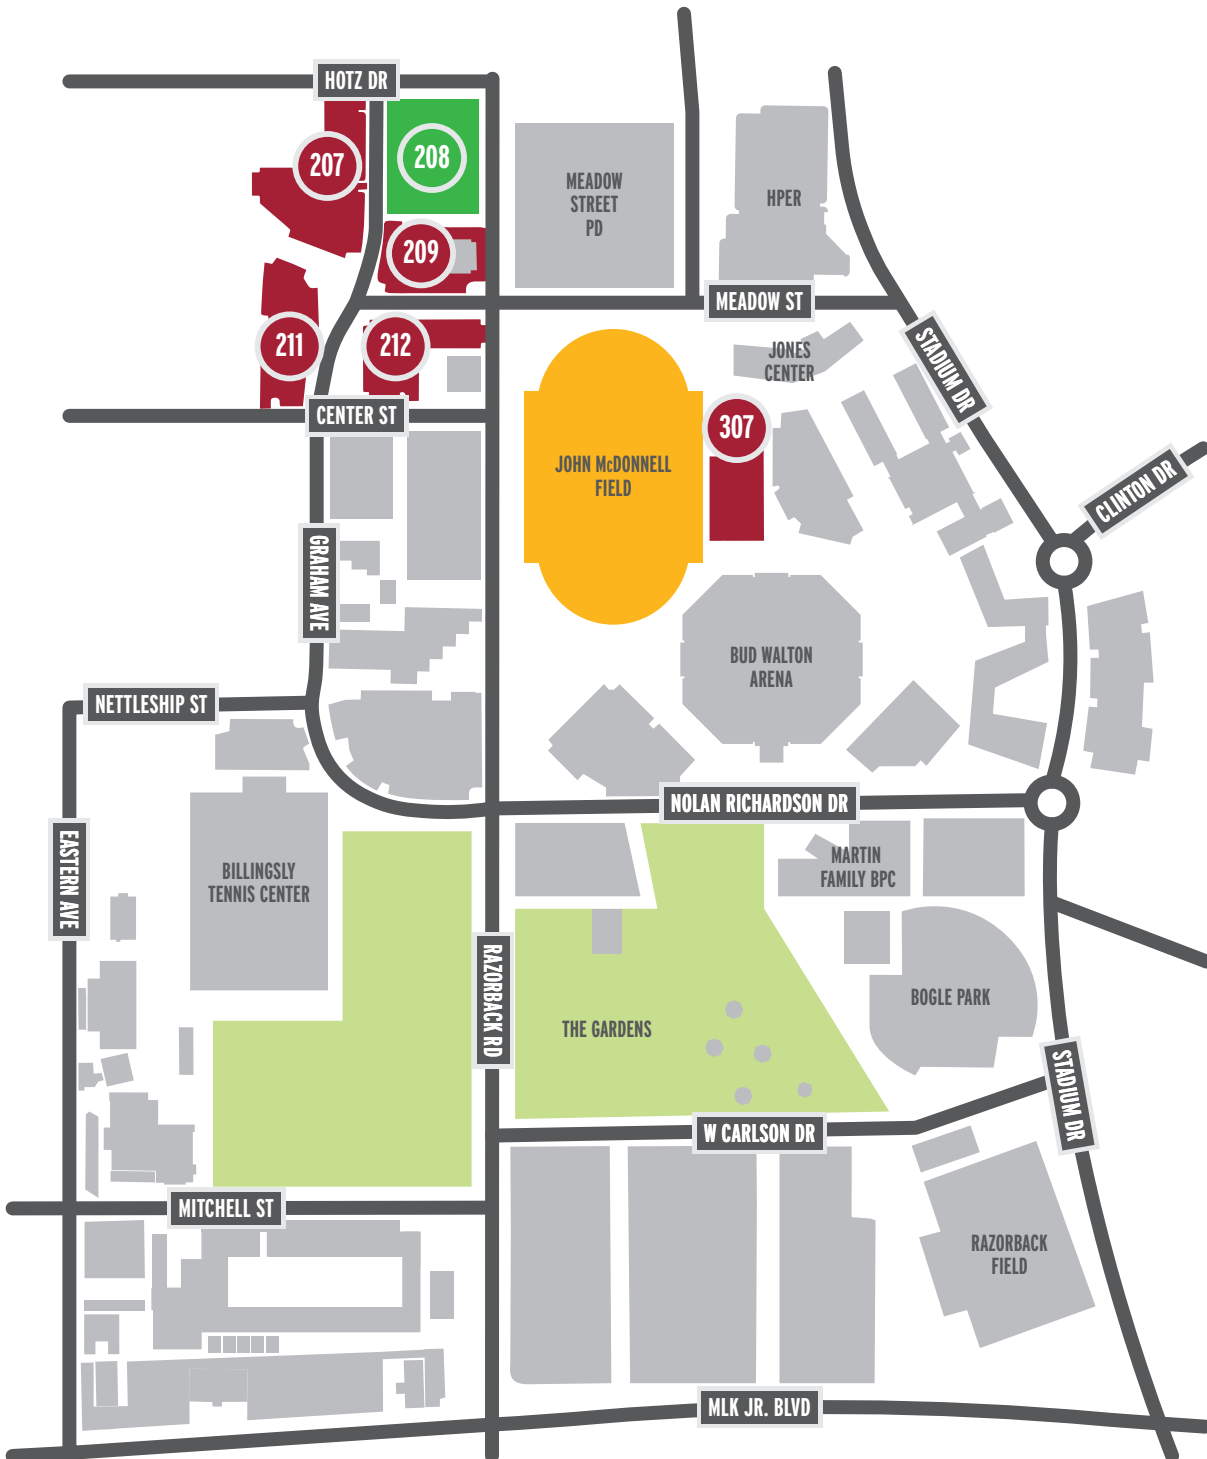 HOTZ DR
207
208
MEADOW
STREET
PD
HPER
209
MEADOW ST
211
212
JONES
CENTER
STADIUM DR
CENTER ST
307
JOHN McDONNELL
FIELD
CLINTON DR
GRAHAM AVE
BUD WALTON
ARENA
NETTLESHIP ST
NOLAN RICHARDSON DR
EASTERN AVE
BILLINGSLY
TENNIS CENTER
MARTIN
FAMILY BPC
RAZORBACK RD
BOGLE PARK
THE GARDENS
STADIUM DR
W CARLSON DR
MITCHELL ST
RAZORBACK
FIELD
MLK JR. BLVD